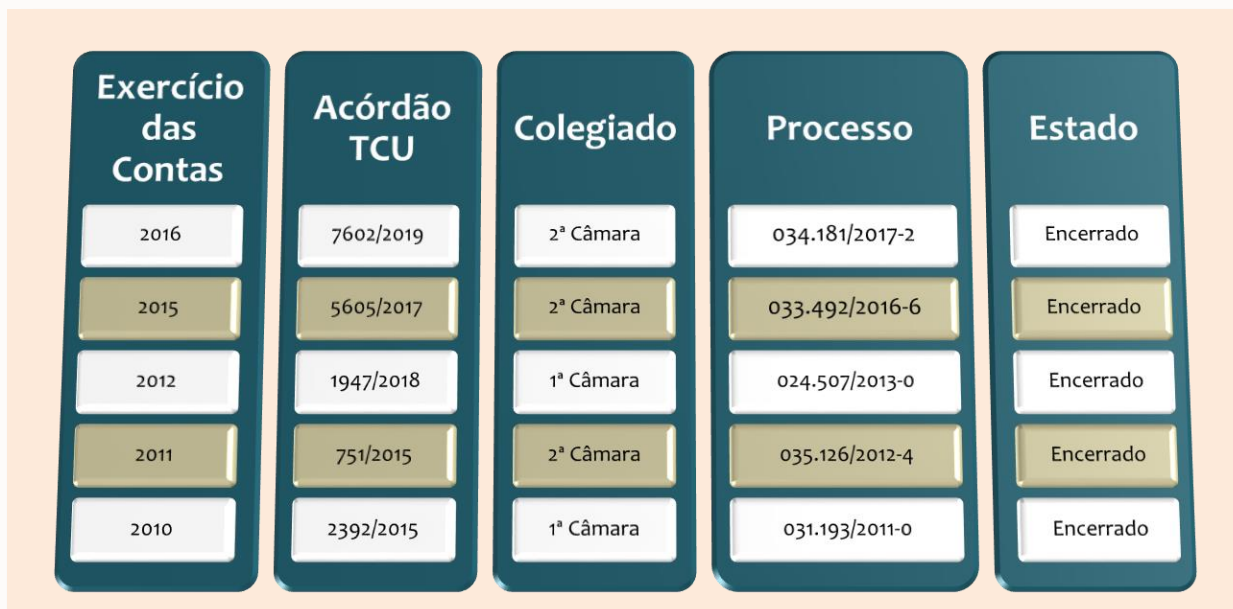 Exercício
das
Contas
Acórdão
TCU
Colegiado
Processo
Estado
2016
7602/2019
2ª Câmara
034.181/2017-2
Encerrado
2015
5605/2017
2ª Câmara
033.492/2016-6
Encerrado
2012
1947/2018
1ª Câmara
024.507/2013-0
Encerrado
2011
751/2015
2ª Câmara
035.126/2012-4
Encerrado
2010
2392/2015
1ª Câmara
031.193/2011-0
Encerrado